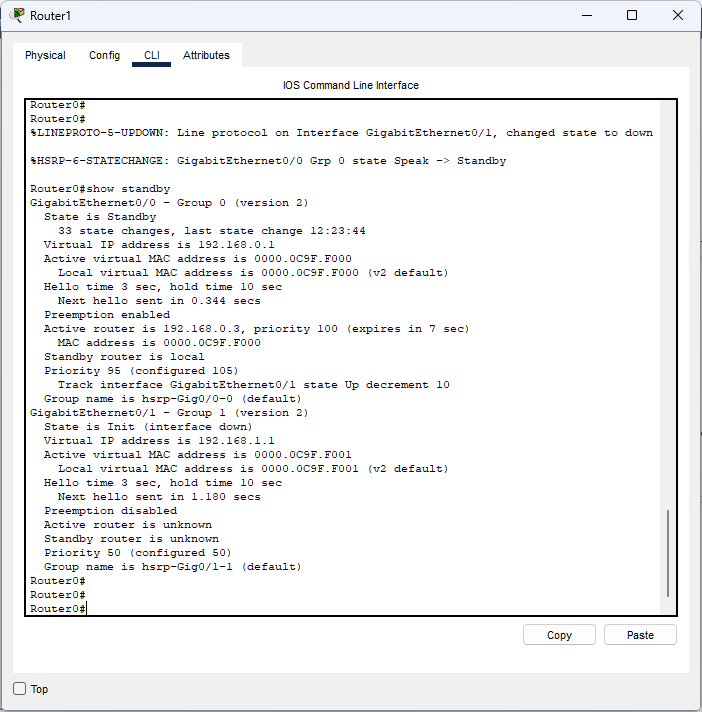 Router1
Physical Config CLI Attributes
IOS Command Line Interface
Router0#
Router0#
%LINEPROTO-5-UPDOWN: Line protocol on Interface GigabitEthernet0/1, changed state to down
%HSRP-6-STATECHANGE: GigabitEthernet0/0 Grp 0 state Speak -> Standby
Router0#show standby
GigabitEthernet0/0 - Group 0 (version 2)
  State is Standby
    33 state changes, last state change 12:23:44
  Virtual IP address is 192.168.0.1
  Active virtual MAC address is 0000.0C9F.F000
    Local virtual MAC address is 0000.0C9F.F000 (v2 default)
  Hello time 3 sec, hold time 10 sec
    Next hello sent in 0.344 secs
  Preemption enabled
  Active router is 192.168.0.3, priority 100 (expires in 7 sec)
    MAC address is 0000.0C9F.F000
  Standby router is local
  Priority 95 (configured 105)
    Track interface GigabitEthernet0/1 state Up decrement 10
  Group name is hsrp-Gig0/0-0 (default)
GigabitEthernet0/1 - Group 1 (version 2)
  State is Init (interface down)
  Virtual IP address is 192.168.1.1
  Active virtual MAC address is 0000.0C9F.F001
    Local virtual MAC address is 0000.0C9F.F001 (v2 default)
  Hello time 3 sec, hold time 10 sec
    Next hello sent in 1.180 secs
  Preemption disabled
  Active router is unknown
  Standby router is unknown
  Priority 50 (configured 50)
  Group name is hsrp-Gig0/1-1 (default)
Router0#
Router0#
Router0#
Copy Paste
Top